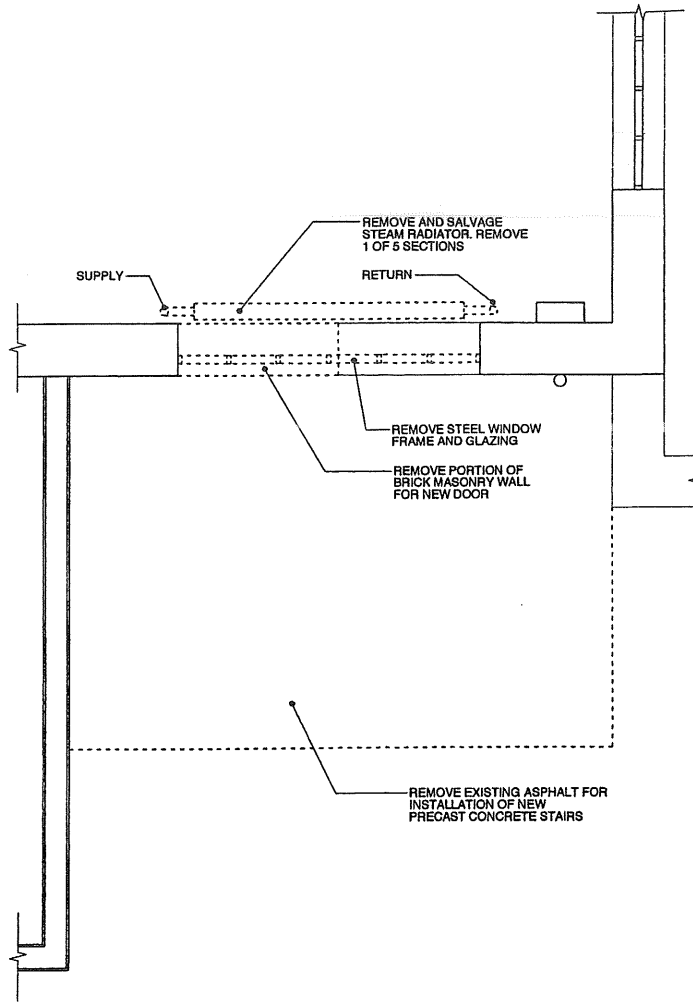 REMOVE AND SALVAGE
STEAM RADIATOR. REMOVE
1 OF 5 SECTIONS
SUPPLY
RETURN
REMOVE STEEL WINDOW
FRAME AND GLAZING
REMOVE PORTION OF
BRICK MASONRY WALL
FOR NEW DOOR
REMOVE EXISTING ASPHALT FOR
INSTALLATION OF NEW
PRECAST CONCRETE STAIRS